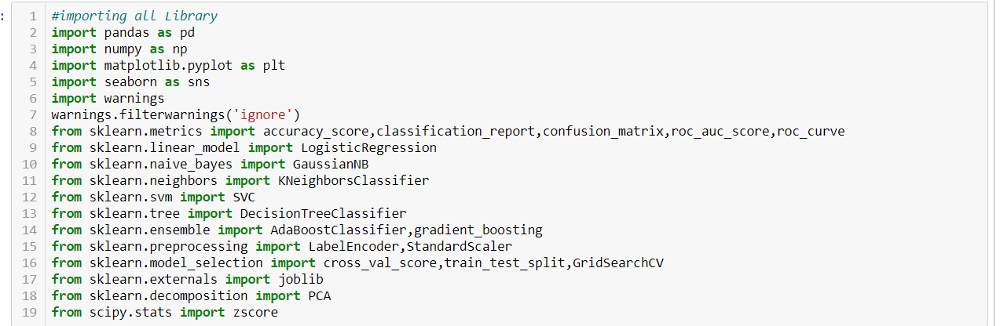 :
1 #importing all Library
2 import pandas as pd
3 import numpy as np
4 import matplotlib.pyplot as plt
5 import seaborn as sns
6 import warnings
7 warnings.filterwarnings('ignore')
8 from sklearn.metrics import accuracy_score,classification_report,confusion_matrix,roc_auc_score,roc_curve
9 from sklearn.linear_model import LogisticRegression
10 from sklearn.naive_bayes import GaussianNB
11 from sklearn.neighbors import KNeighborsClassifier
12 from sklearn.svm import SVC
13 from sklearn.tree import DecisionTreeClassifier
14 from sklearn.ensemble import AdaBoostClassifier,gradient_boosting
15 from sklearn.preprocessing import LabelEncoder,StandardScaler
16 from sklearn.model_selection import cross_val_score,train_test_split,GridSearchCV
17 from sklearn.externals import joblib
18 from sklearn.decomposition import PCA
19 from scipy.stats import zscore